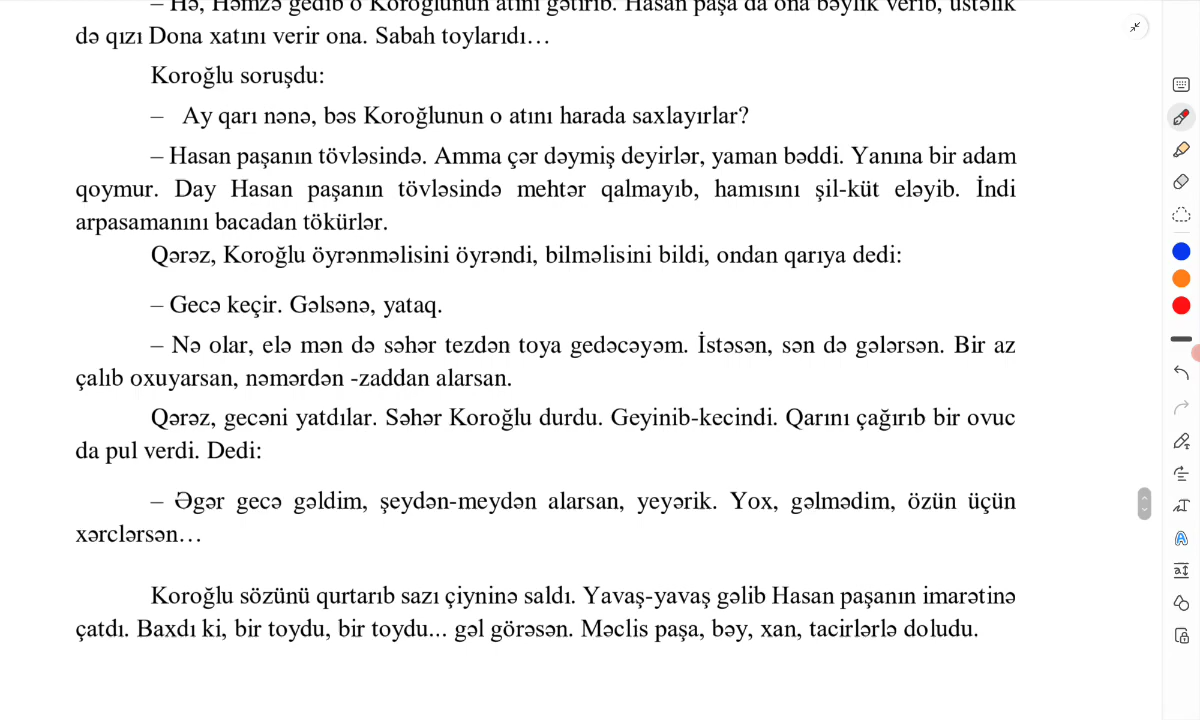 – Hə, Həmzə gedib o Koroğlunun atını gətirib. Hasan paşa da ona bəylik verib, üstəlik
də qızı Dona xatını verir ona. Sabah toylarıdı…
Koroğlu soruşdu:
– Ay qarı nənə, bəs Koroğlunun o atını harada saxlayırlar?
– Hasan paşanın tövləsində. Amma çər dəymiş deyirlər, yaman bəddi. Yanına bir adam
qoymur. Day Hasan paşanın tövləsində mehtər qalmayıb, hamısını şil-küt eləyib. İndi
arpasamanını bacadan tökürlər.
Qərəz, Koroğlu öyrənməlisini öyrəndi, bilməlisini bildi, ondan qarıya dedi:
– Gecə keçir. Gəlsənə, yataq.
– Nə olar, elə mən də səhər tezdən toya gedəcəyəm. İstəsən, sən də gələrsən. Bir az
çalıb oxuyarsan, nəmərdən -zaddan alarsan.
Qərəz, gecəni yatdılar. Səhər Koroğlu durdu. Geyinib-kecindi. Qarını çağırıb bir ovuc
da pul verdi. Dedi:
– Əgər gecə gəldim, şeydən-meydən alarsan, yeyərik. Yox, gəlmədim, özün üçün
xərclərsən…
Koroğlu sözünü qurtarıb sazı çiyninə saldı. Yavaş-yavaş gəlib Hasan paşanın imarətinə
çatdı. Baxdı ki, bir toydu, bir toydu... gəl görəsən. Məclis paşa, bəy, xan, tacirlərlə doludu.